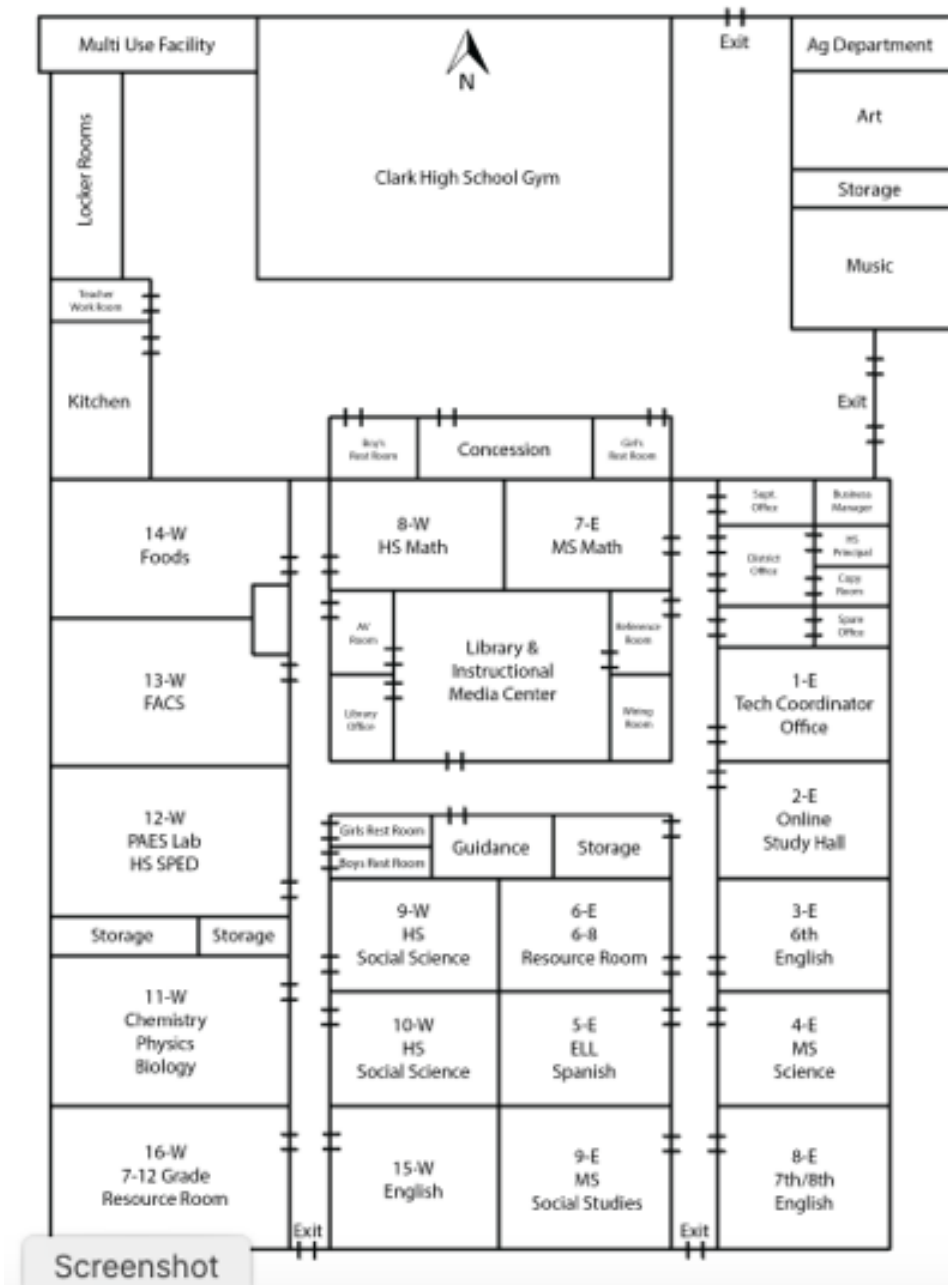 Multi Use Facility
N
Exit
Ag Department
Clark High School Gym
Locker Rooms
Art
Storage
Music
Teacher
Work Room
Kitchen
Exit
Boy's
Rest Room
Concession
Girl's
Rest Room
14-W
Foods
8-W
HS Math
7-E
MS Math
Supt.
Office
Business
Manager
District
Office
HS
Principal
Copy
Room
Spare
Office
13-W
FACS
AV
Room
Library &
Instructional
Media Center
Reference
Room
Library
Office
Wiring
Room
1-E
Tech Coordinator
Office
12-W
PAES Lab
HS SPED
Girls Rest Room
Boys Rest Room
Guidance
Storage
2-E
Online
Study Hall
Storage
Storage
9-W
HS
Social Science
6-E
6-8
Resource Room
3-E
6th
English
11-W
Chemistry
Physics
Biology
10-W
HS
Social Science
5-E
ELL
Spanish
4-E
MS
Science
16-W
7-12 Grade
Resource Room
15-W
English
9-E
MS
Social Studies
8-E
7th/8th
English
Exit
Exit
Screenshot